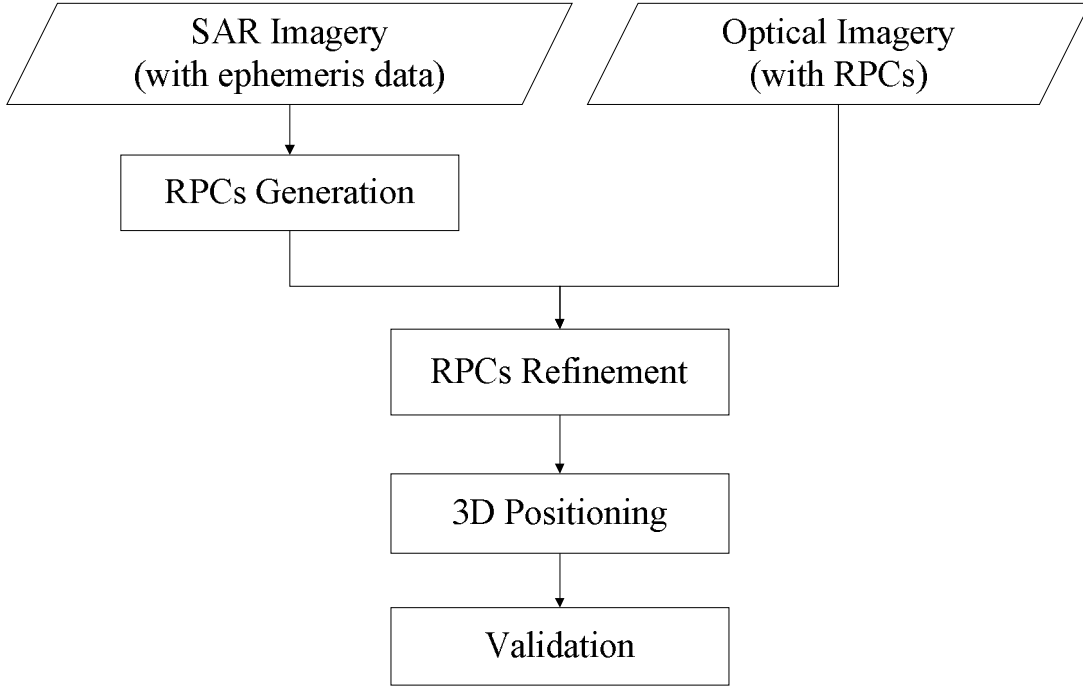 SAR Imagery
(with ephemeris data)
Optical Imagery
(with RPCs)
RPCs Generation
RPCs Refinement
3D Positioning
Validation